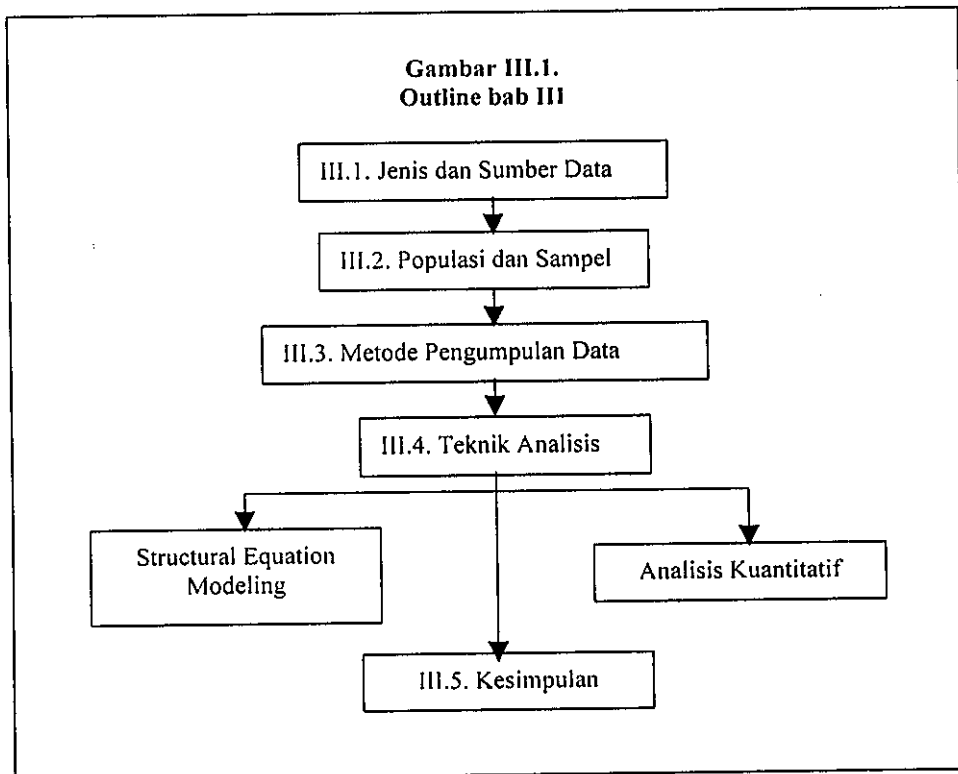 Gambar III.1.
Outline bab III
III.1. Jenis dan Sumber Data
III.2. Populasi dan Sampel
III.3. Metode Pengumpulan Data
III.4. Teknik Analisis
Structural Equation
Modeling
Analisis Kuantitatif
III.5. Kesimpulan